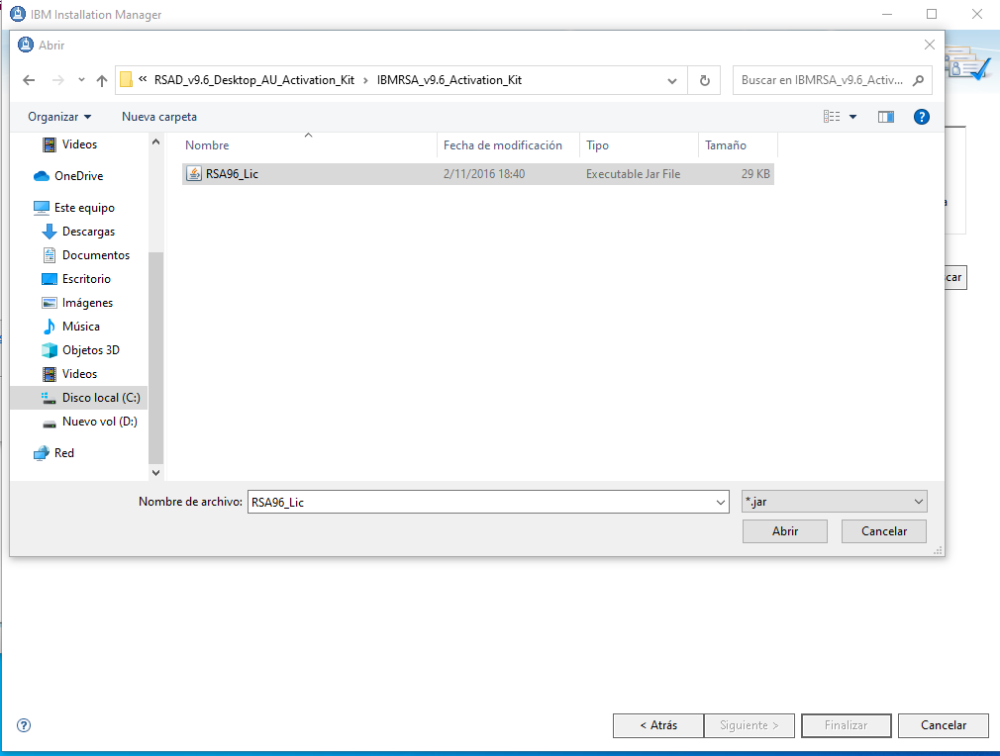 IBM Installation Manager
Abrir
« RSAD_v9.6_Desktop_AU_Activation_Kit › IBMRSA_v9.6_Activation_Kit
Buscar en IBMRSA_v9.6_Activ...
Organizar
Nueva carpeta
?
Videos
OneDrive
Este equipo
Descargas
Documentos
Escritorio
Imágenes
Música
Objetos 3D
Videos
Disco local (C:)
Nuevo vol (D:)
Red
Nombre Fecha de modificación Tipo Tamaño
RSA96_Lic 2/11/2016 18:40 Executable Jar File 29 KB
a
car
Nombre de archivo: RSA96_Lic *.jar
Abrir Cancelar
? < Atrás Siguiente > Finalizar Cancelar